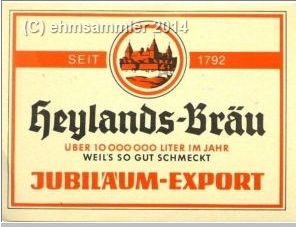 (C) ehmsammler 2014
SEIT 1792
Heylands-Bräu
ÜBER 10 000 000 LITER IM JAHR
WEIL'S SO GUT SCHMECKT
JUBILÄUM-EXPORT